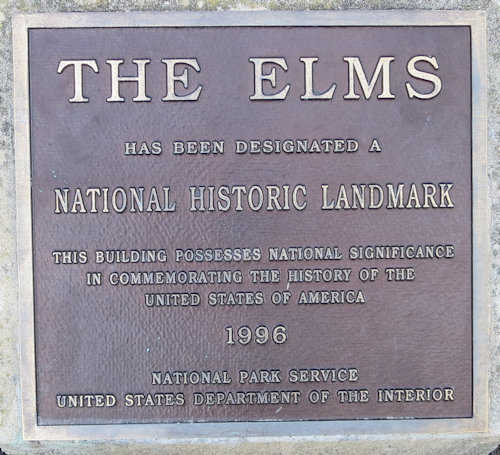 THE ELMS
HAS BEEN DESIGNATED A
NATIONAL HISTORIC LANDMARK
THIS BUILDING POSSESSES NATIONAL SIGNIFICANCE
IN COMMEMORATING THE HISTORY OF THE
UNITED STATES OF AMERICA
1996
NATIONAL PARK SERVICE
UNITED STATES DEPARTMENT OF THE INTERIOR